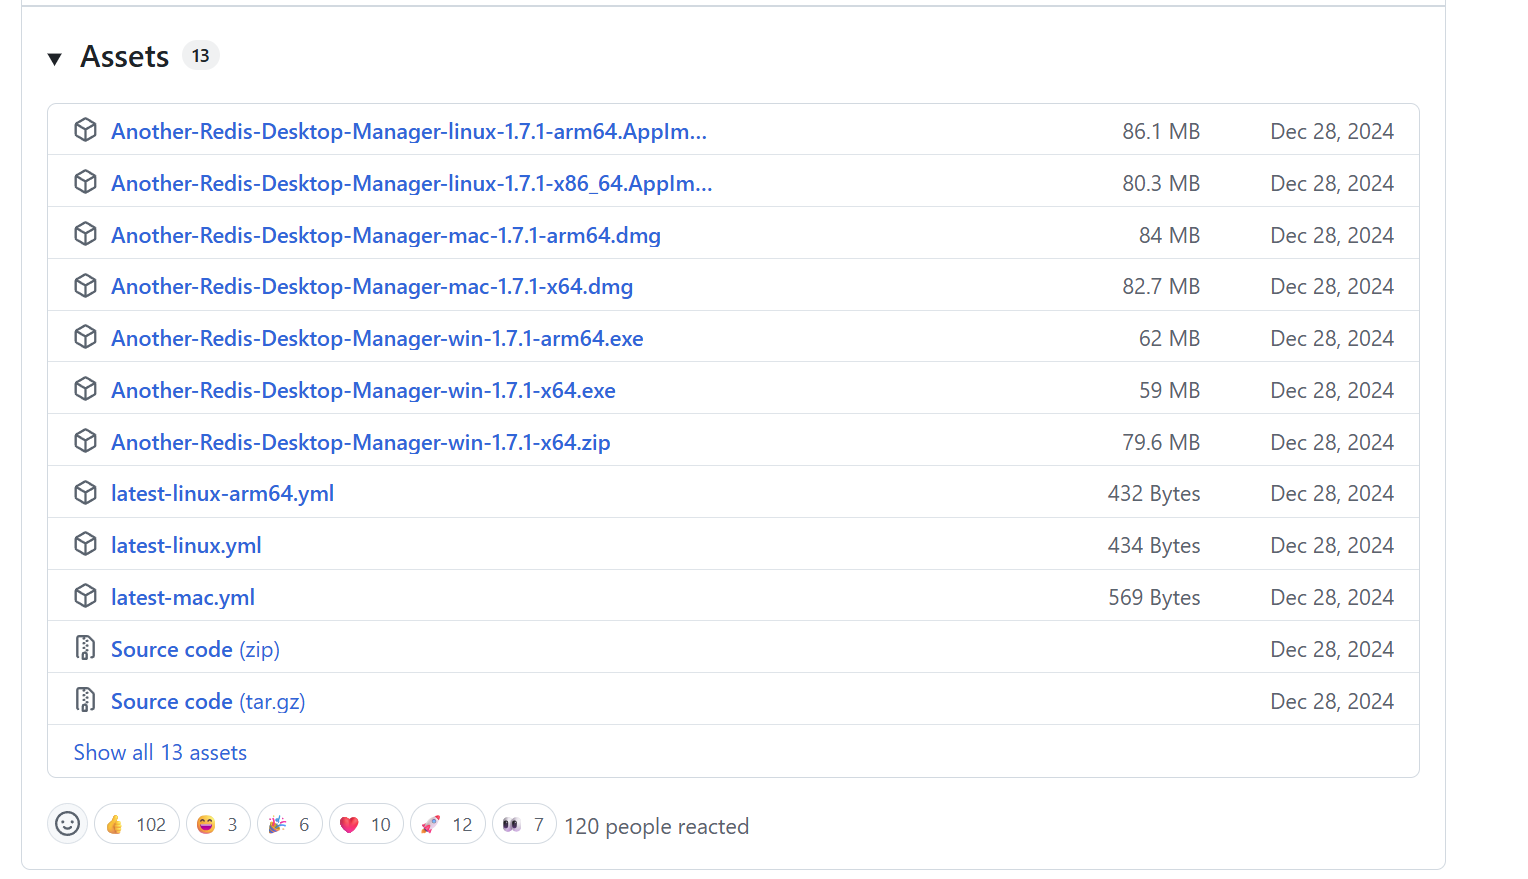 Assets 13
Another-Redis-Desktop-Manager-linux-1.7.1-arm64.AppIm... 86.1 MB Dec 28, 2024
Another-Redis-Desktop-Manager-linux-1.7.1-x86_64.AppIm... 80.3 MB Dec 28, 2024
Another-Redis-Desktop-Manager-mac-1.7.1-arm64.dmg 84 MB Dec 28, 2024
Another-Redis-Desktop-Manager-mac-1.7.1-x64.dmg 82.7 MB Dec 28, 2024
Another-Redis-Desktop-Manager-win-1.7.1-arm64.exe 62 MB Dec 28, 2024
Another-Redis-Desktop-Manager-win-1.7.1-x64.exe 59 MB Dec 28, 2024
Another-Redis-Desktop-Manager-win-1.7.1-x64.zip 79.6 MB Dec 28, 2024
latest-linux-arm64.yml 432 Bytes Dec 28, 2024
latest-linux.yml 434 Bytes Dec 28, 2024
latest-mac.yml 569 Bytes Dec 28, 2024
Source code (zip) Dec 28, 2024
Source code (tar.gz) Dec 28, 2024
Show all 13 assets
102 3 6 10 12 7 120 people reacted